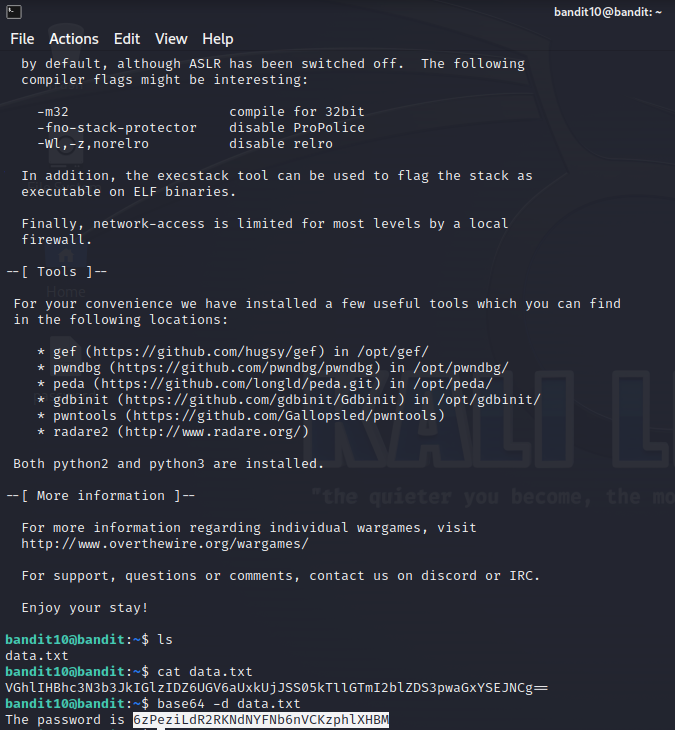 bandit10@bandit: ~
File Actions Edit View Help
by default, although ASLR has been switched off. The following
compiler flags might be interesting:
-m32 compile for 32bit
-fno-stack-protector disable ProPolice
-Wl,-z,norelro disable relro
In addition, the execstack tool can be used to flag the stack as
executable on ELF binaries.
Finally, network-access is limited for most levels by a local
firewall.
--[ Tools ]--
Home
For your convenience we have installed a few useful tools which you can find
in the following locations:
* gef (https://github.com/hugsy/gef) in /opt/gef/
* pwndbg (https://github.com/pwndbg/pwndbg) in /opt/pwndbg/
* peda (https://github.com/longld/peda.git) in /opt/peda/
* gdbinit (https://github.com/gdbinit/Gdbinit) in /opt/gdbinit/
* pwntools (https://github.com/Gallopsled/pwntools)
* radare2 (http://www.radare.org/)
KALI L
Both python2 and python3 are installed.
--[ More information ]--
"the quieter you become, the mo
For more information regarding individual wargames, visit
http://www.overthewire.org/wargames/
For support, questions or comments, contact us on discord or IRC.
Enjoy your stay!
bandit10@bandit:~$ ls
data.txt
bandit10@bandit:~$ cat data.txt
VGhlIHBhc3N3b3JkIGlzIDZ6UGV6aUxkUjJSS05kTllGTmI2blZDS3pwaGxYSEJNCg==
bandit10@bandit:~$ base64 -d data.txt
The password is 6zPeziLdR2RKNdNYFNb6nVCKzphlXHBM